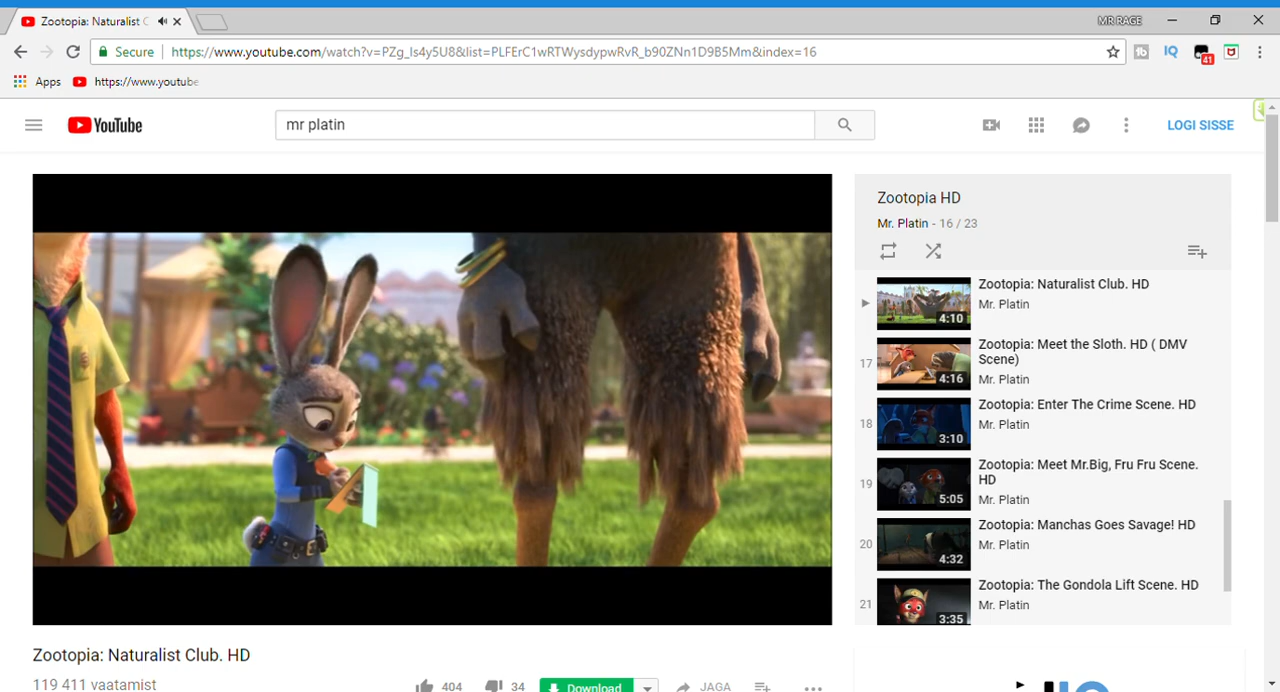 Zootopia: Naturalist C
MR RAGE
Secure
https://www.youtube.com/watch?v=PZg_Is4y5U8&list=PLFErC1wRTWysdypwRvR_b90ZNn1D9B5Mm&index=16
41
Apps
https://www.youtube
YouTube
mr platin
LOGI SISSE
Zootopia HD
Mr. Platin - 16 / 23
Zootopia: Naturalist Club. HD
Mr. Platin
4:10
17
Zootopia: Meet the Sloth. HD ( DMV
Scene)
Mr. Platin
4:16
18
Zootopia: Enter The Crime Scene. HD
Mr. Platin
3:10
19
Zootopia: Meet Mr.Big, Fru Fru Scene.
HD
Mr. Platin
5:05
20
Zootopia: Manchas Goes Savage! HD
Mr. Platin
4:32
21
Zootopia: The Gondola Lift Scene. HD
Mr. Platin
3:35
Zootopia: Naturalist Club. HD
119 411 vaatamist
404
34
Download
JAGA